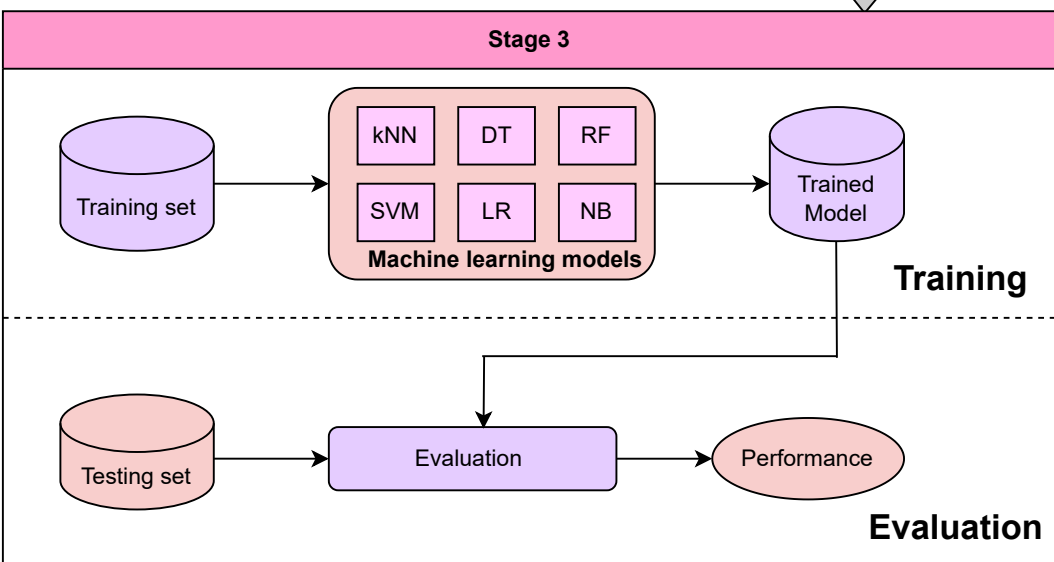 Stage 3
kNN
DT
RF
Training set
SVM
LR
NB
Machine learning models
Trained
Model
Training
Testing set
Evaluation
Performance
Evaluation